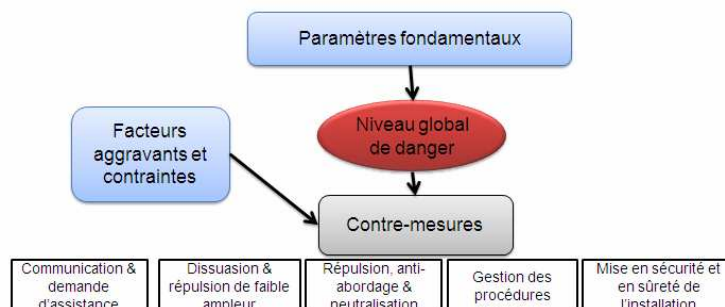 Paramètres fondamentaux
Facteurs
aggravants et
contraintes
Niveau global
de danger
Contre-mesures
Communication &
demande
d'assistance
Dissuasion &
répulsion de faible
ampleur
Répulsion, anti-
abordage &
neutralisation
Gestion des
procédures
Mise en sécurité et
en sûreté de
l'installation